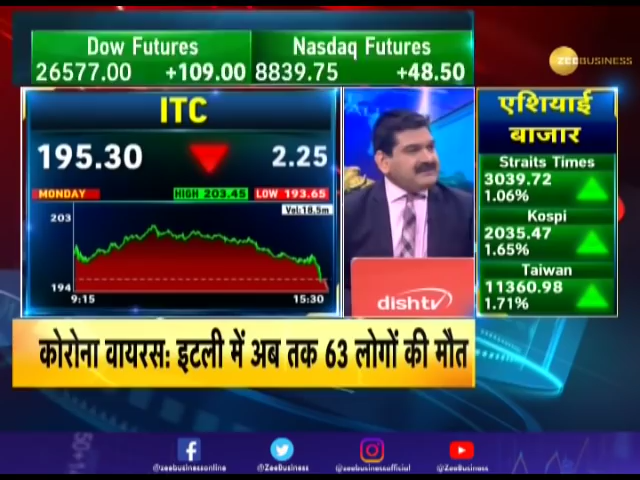 Dow Futures
26577.00 +109.00
Nasdaq Futures
8839.75 +48.50
ZEEBUSINESS
ITC
195.30 2.25
MONDAY HIGH 203.45 LOW 193.65
Vol:18.5m
203
194
9:15 15:30
dishtv
एशियाई
बाजार
Straits Times
3039.72
1.06%
Kospi
2035.47
1.65%
Taiwan
11360.98
1.71%
कोरोना वायरस: इटली में अब तक 63 लोगों की मौत
@zeebusinessonline @ZeeBusiness @zeebusinessofficial @ZeeBusiness